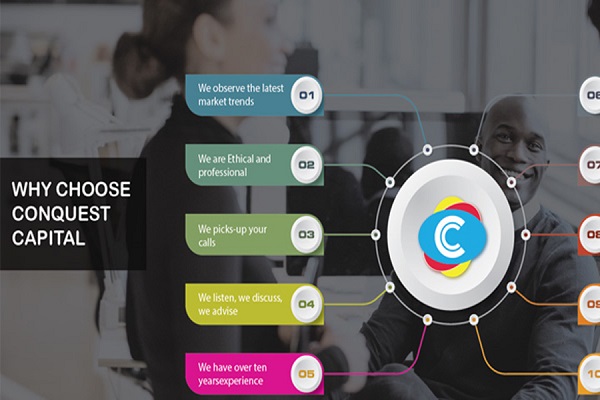 WHY CHOOSE
CONQUEST
CAPITAL
We observe the latest
market trends
01
We are Ethical and
professional
02
We picks-up your
calls
03
We listen, we discuss,
we advise
04
We have over ten
yearsexperience
05
C
06
07
08
09
10